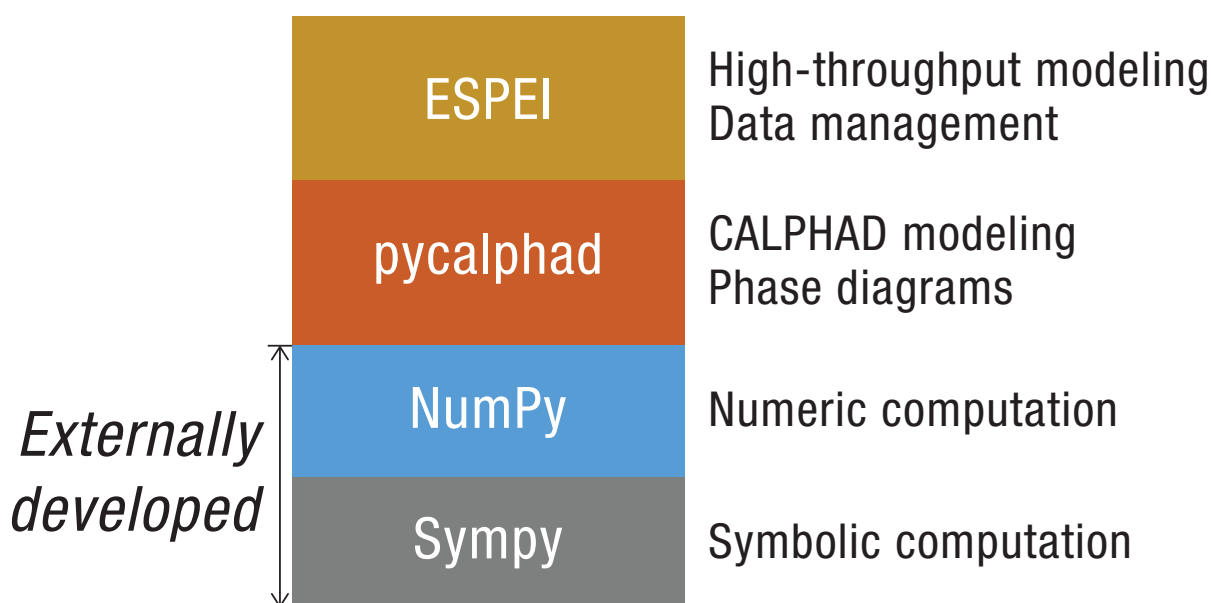 ESPEI
High-throughput modeling
Data management
pycalphad
CALPHAD modeling
Phase diagrams
Externally
developed
NumPy
Numeric computation
Sympy
Symbolic computation